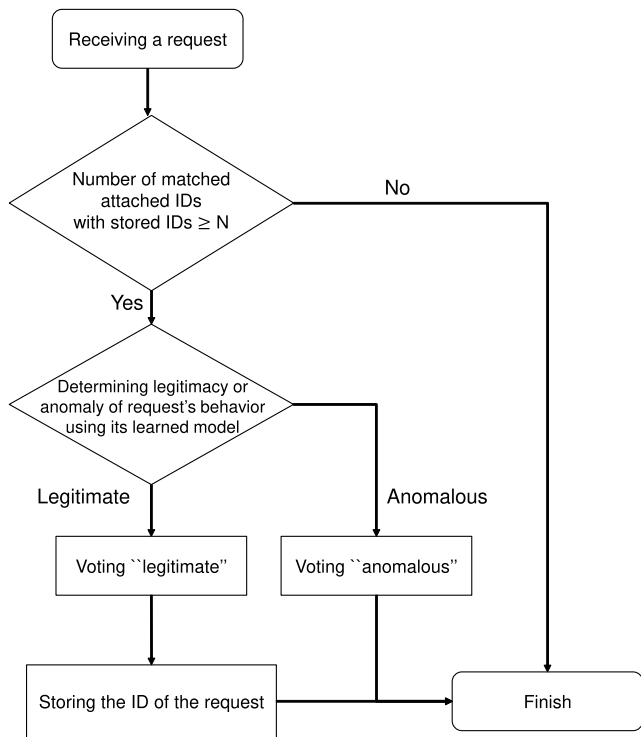 Receiving a request
Number of matched
attached IDs
with stored IDs ≥ N
No
Yes
Determining legitimacy or
anomaly of request's behavior
using its learned model
Legitimate
Anomalous
Voting ``legitimate''
Voting ``anomalous''
Storing the ID of the request
Finish